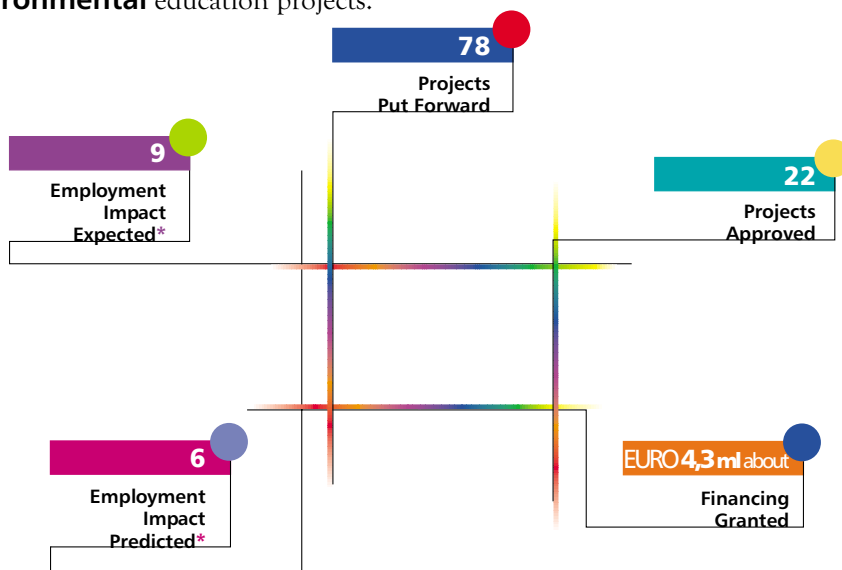 ronmental education projects.
78
Projects
Put Forward
9
Employment
Impact
Expected*
22
Projects
Approved
6
Employment
Impact
Predicted*
EURO 4,3 ml about
Financing
Granted